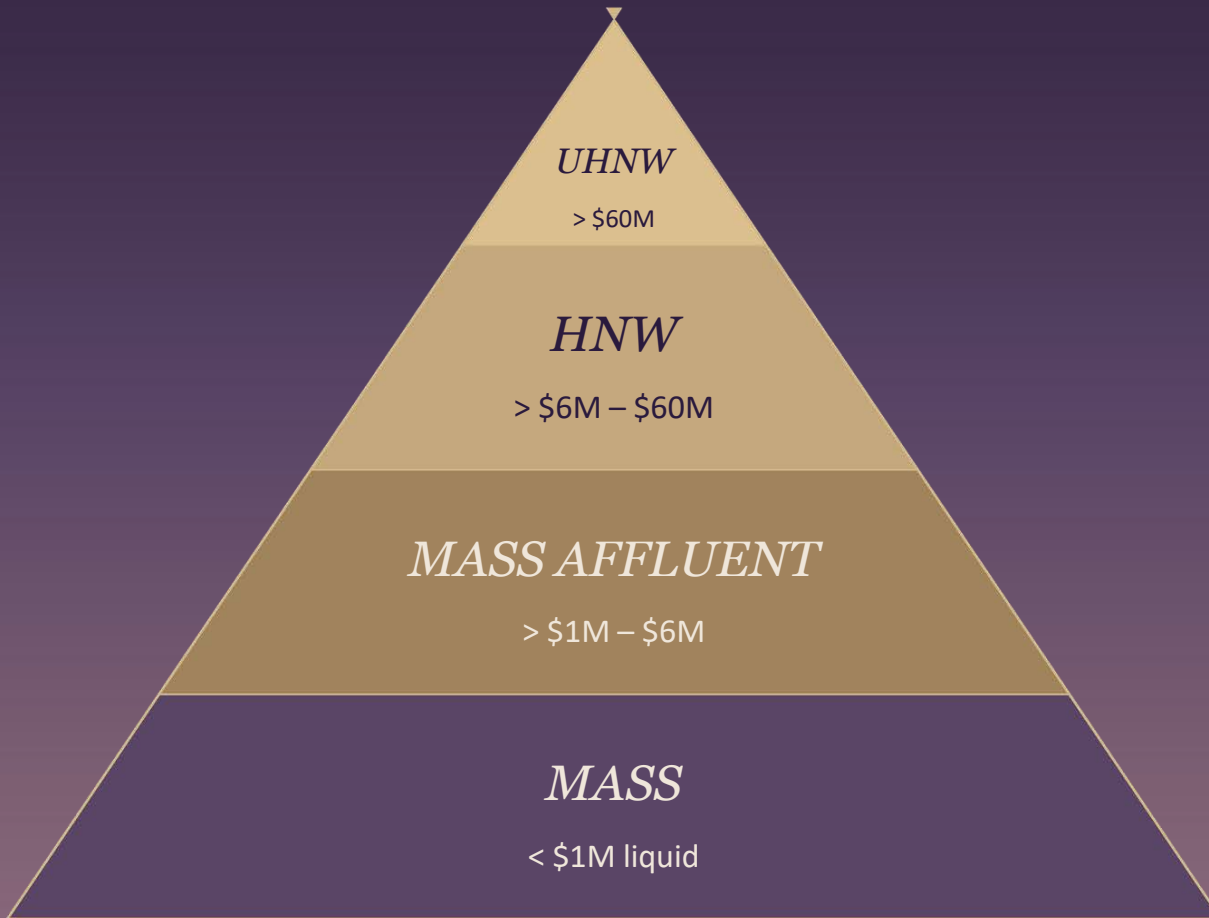 UHNW
> $60M
HNW
> $6M – $60M
MASS AFFLUENT
> $1M – $6M
MASS
< $1M liquid